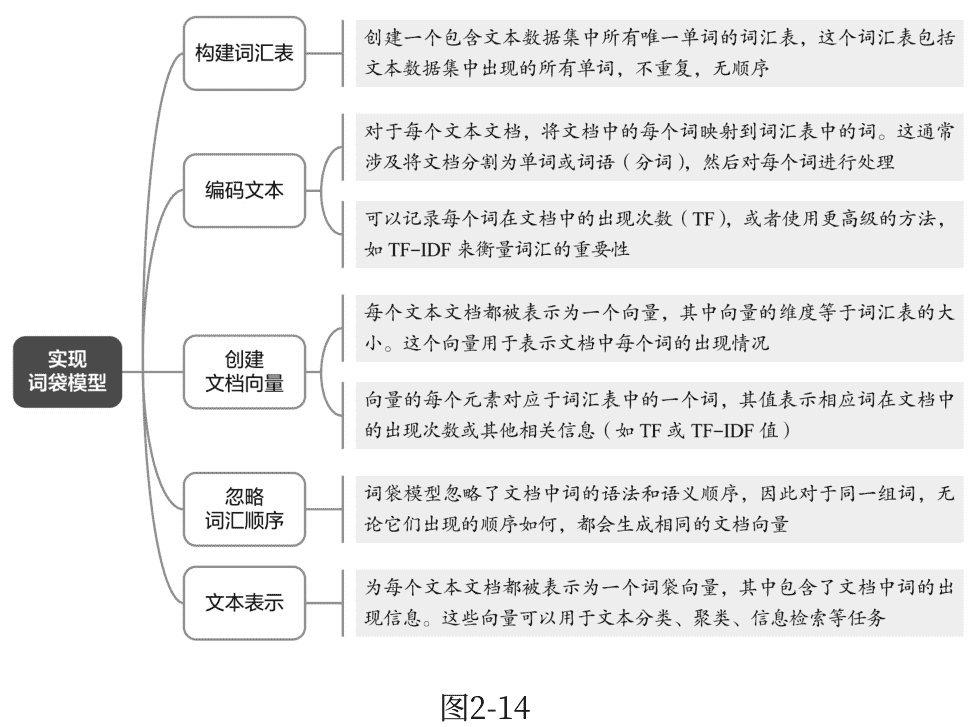 实现
词袋模型
构建词汇表
创建一个包含文本数据集中所有唯一单词的词汇表，这个词汇表包括
文本数据集中出现的所有单词，不重复，无顺序
编码文本
对于每个文本文档，将文档中的每个词映射到词汇表中的词。这通常
涉及将文档分割为单词或词语（分词），然后对每个词进行处理
可以记录每个词在文档中的出现次数（TF），或者使用更高级的方法，
如 TF-IDF 来衡量词汇的重要性
创建
文档向量
每个文本文档都被表示为一个向量，其中向量的维度等于词汇表的大
小。这个向量用于表示文档中每个词的出现情况
向量的每个元素对应于词汇表中的一个词，其值表示相应词在文档中
的出现次数或其他相关信息（如 TF 或 TF-IDF 值）
忽略
词汇顺序
词袋模型忽略了文档中词的语法和语义顺序，因此对于同一组词，无
论它们出现的顺序如何，都会生成相同的文档向量
文本表示
为每个文本文档都被表示为一个词袋向量，其中包含了文档中词的出
现信息。这些向量可以用于文本分类、聚类、信息检索等任务
图2-14